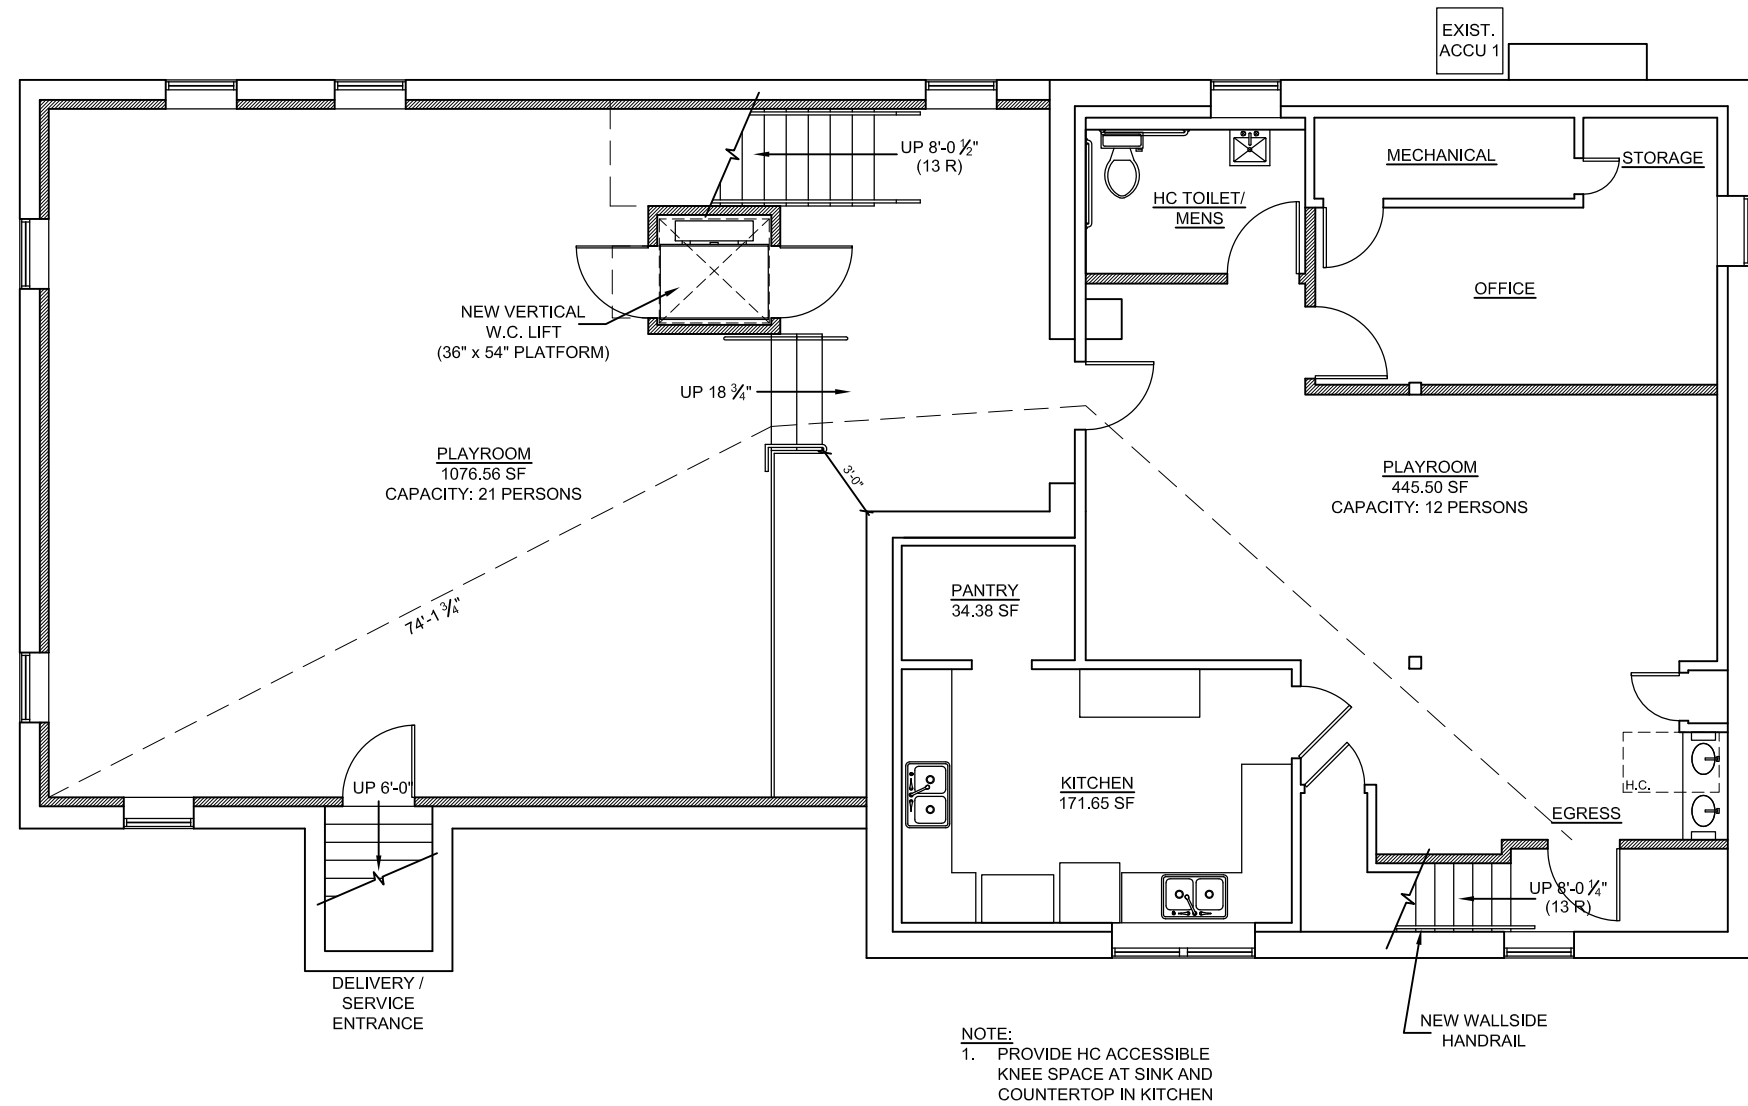 EXIST.
ACCU 1
UP 8'-0 ½"
(13 R)
MECHANICAL
STORAGE
HC TOILET/
MENS
OFFICE
NEW VERTICAL
W.C. LIFT
(36" x 54" PLATFORM)
UP 18 ¾"
PLAYROOM
1076.56 SF
CAPACITY: 21 PERSONS
3'-0"
PLAYROOM
445.50 SF
CAPACITY: 12 PERSONS
74'-1 ¾"
PANTRY
34.38 SF
UP 6'-0"
KITCHEN
171.65 SF
H.C.
EGRESS
UP 8'-0 ¼"
(13 R)
DELIVERY /
SERVICE
ENTRANCE
NEW WALLSIDE
HANDRAIL
NOTE:
1. PROVIDE HC ACCESSIBLE
KNEE SPACE AT SINK AND
COUNTERTOP IN KITCHEN